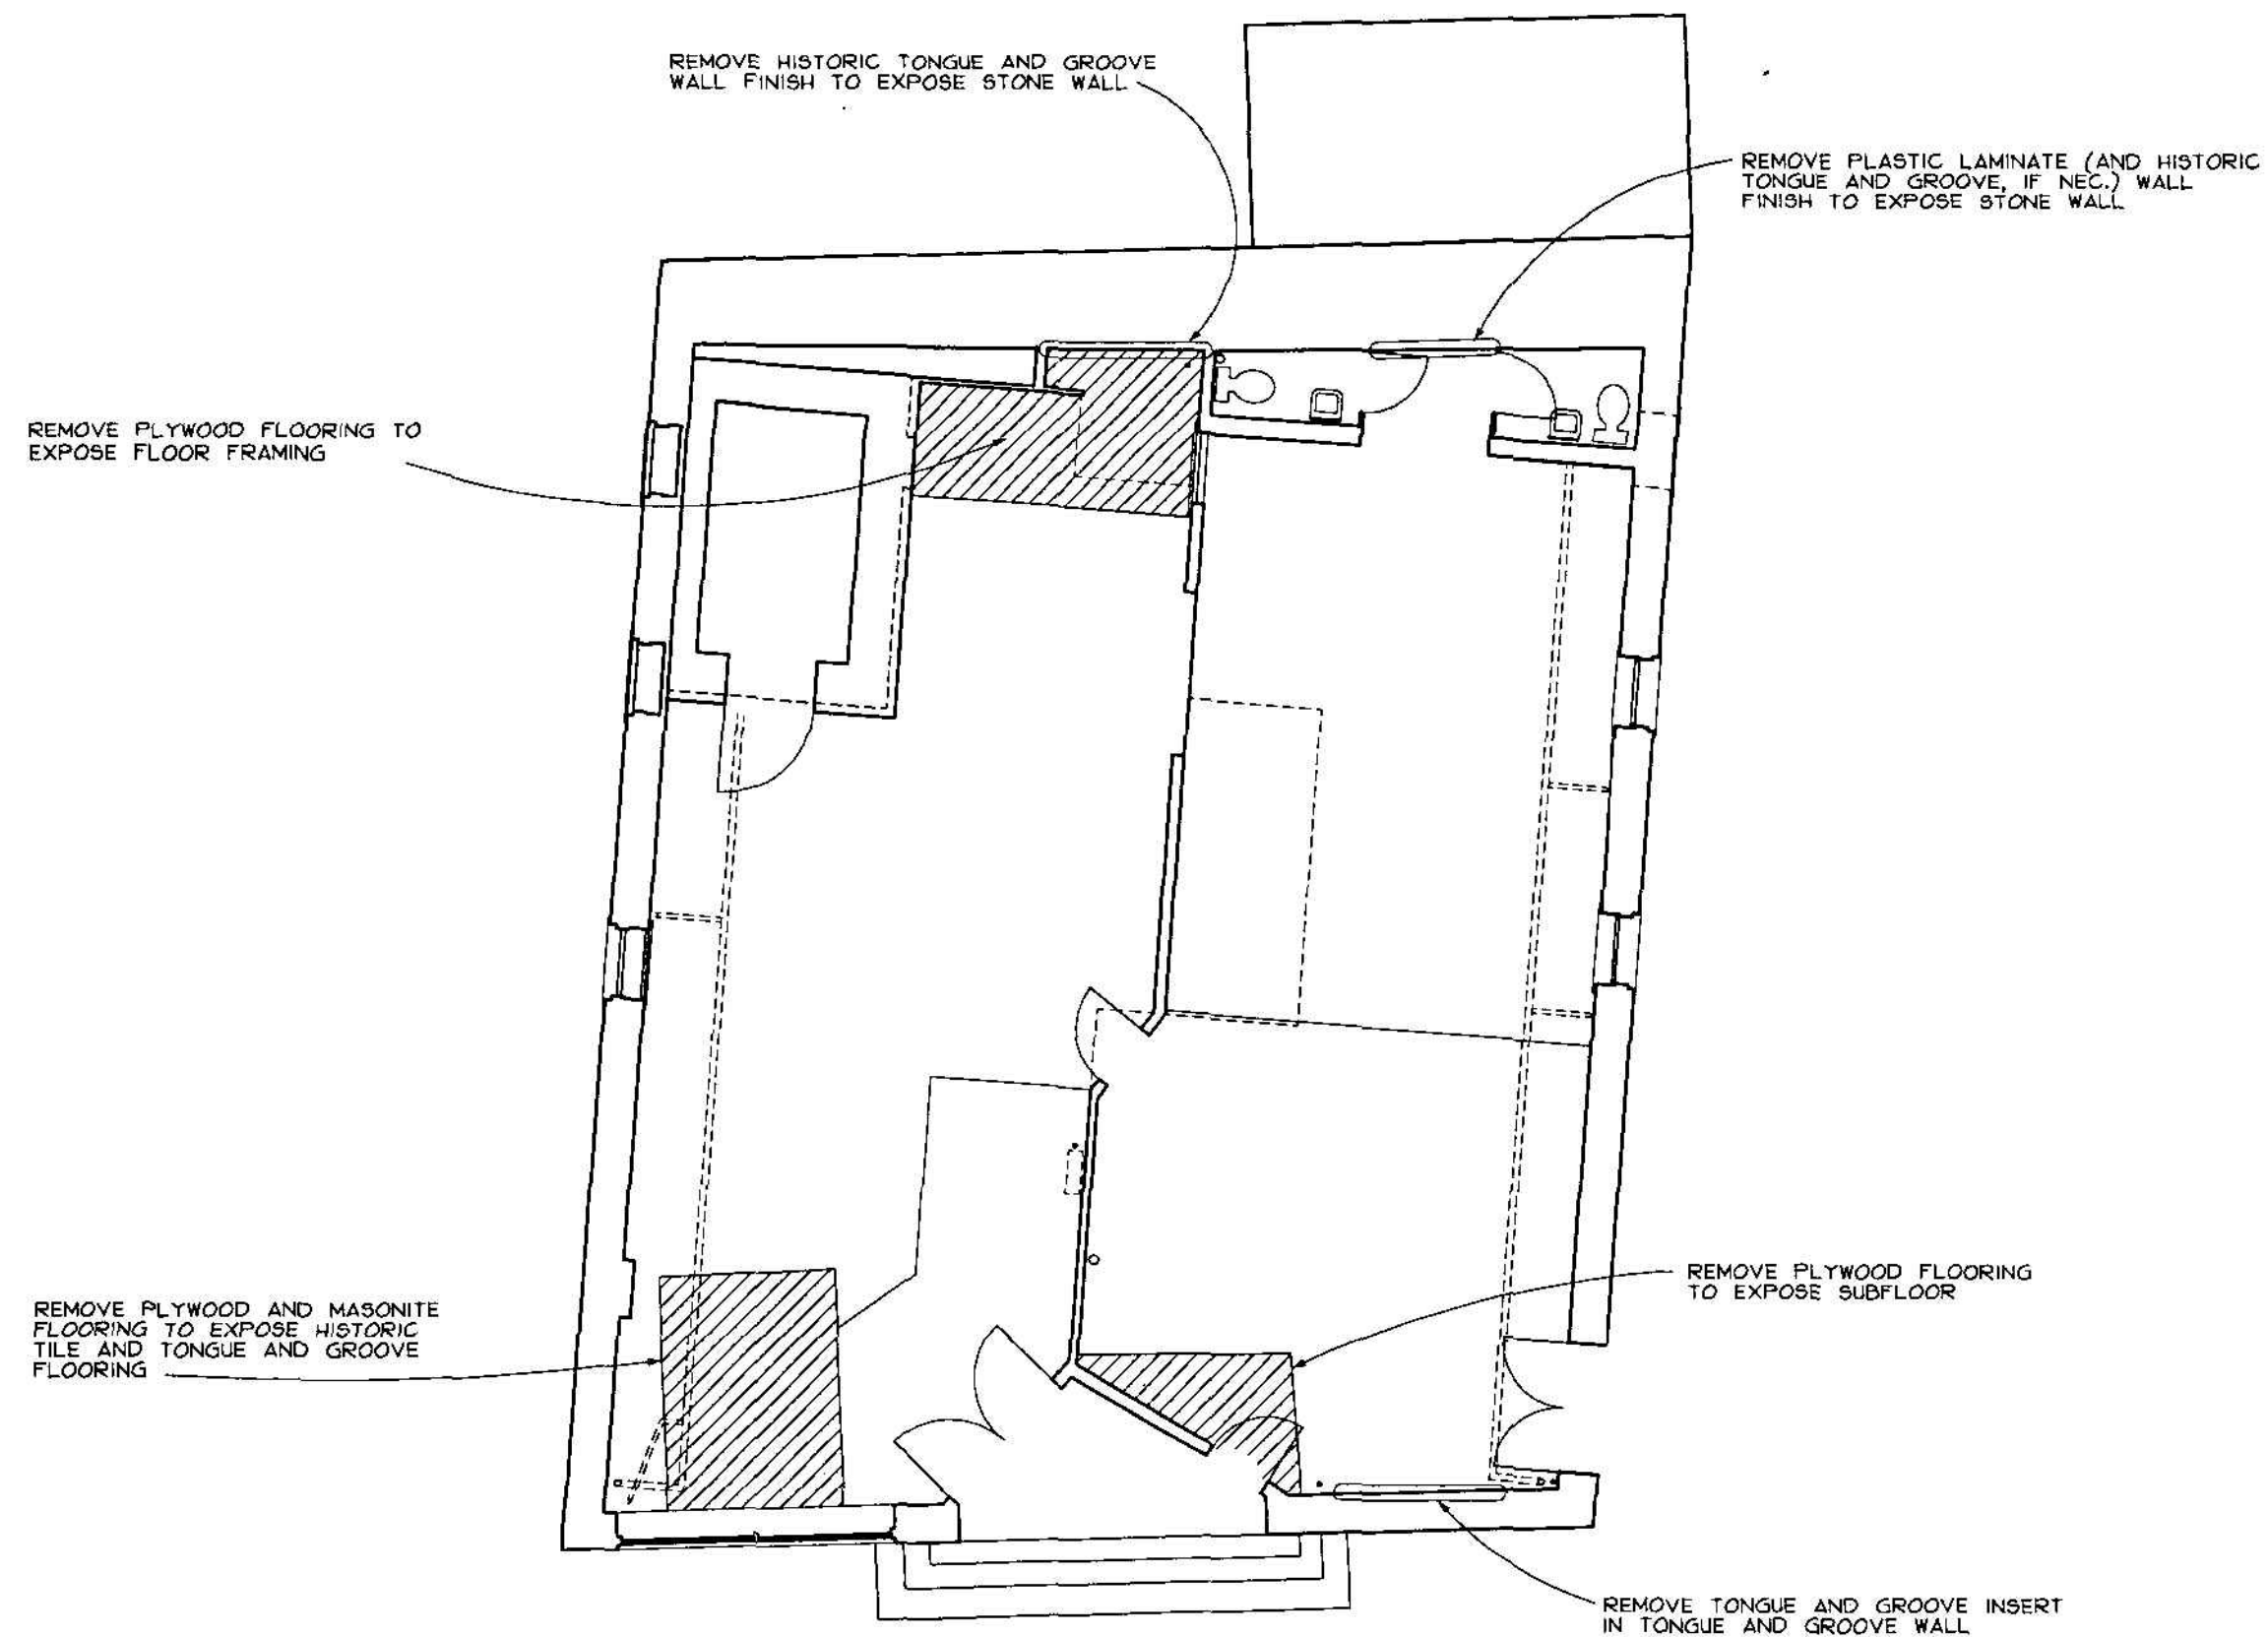 REMOVE HISTORIC TONGUE AND GROOVE
WALL FINISH TO EXPOSE STONE WALL
REMOVE PLASTIC LAMINATE (AND HISTORIC
TONGUE AND GROOVE, IF NEC.) WALL
FINISH TO EXPOSE STONE WALL
REMOVE PLYWOOD FLOORING TO
EXPOSE FLOOR FRAMING
REMOVE PLYWOOD FLOORING
TO EXPOSE SUBFLOOR
REMOVE PLYWOOD AND MASONITE
FLOORING TO EXPOSE HISTORIC
TILE AND TONGUE AND GROOVE
FLOORING
REMOVE TONGUE AND GROOVE INSERT
IN TONGUE AND GROOVE WALL